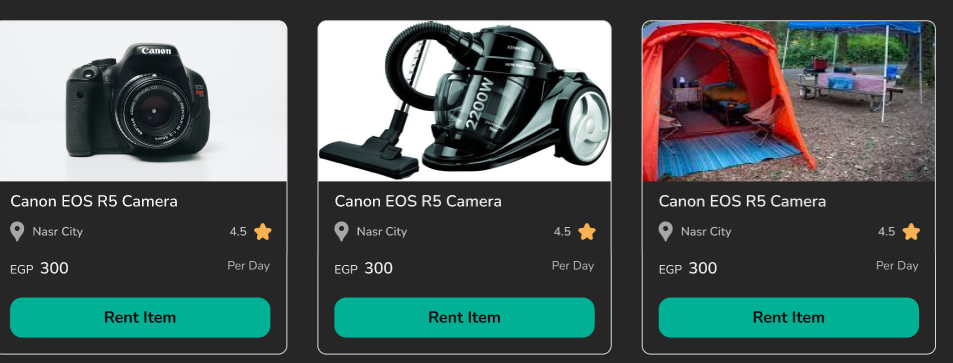 Canon
KENWOOD
2200W
Canon EOS R5 Camera
Nasr City 4.5
EGP 300 Per Day
Rent Item
Canon EOS R5 Camera
Nasr City 4.5
EGP 300 Per Day
Rent Item
Canon EOS R5 Camera
Nasr City 4.5
EGP 300 Per Day
Rent Item